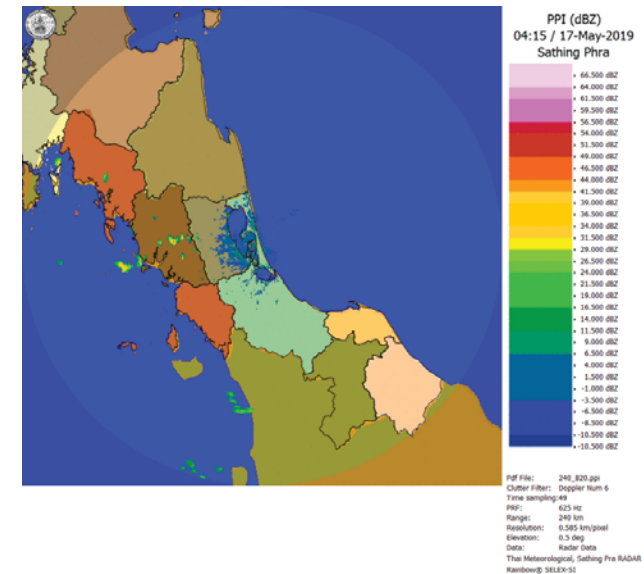 PPI (dBZ)
04:15 / 17-May-2019
Sathing Phra
66.500 dBZ
64.000 dBZ
61.500 dBZ
59.500 dBZ
56.500 dBZ
54.000 dBZ
51.500 dBZ
49.000 dBZ
46.500 dBZ
44.000 dBZ
41.500 dBZ
39.000 dBZ
36.500 dBZ
34.000 dBZ
31.500 dBZ
29.000 dBZ
26.500 dBZ
24.000 dBZ
21.500 dBZ
19.000 dBZ
16.500 dBZ
14.000 dBZ
11.500 dBZ
9.000 dBZ
6.500 dBZ
4.000 dBZ
1.500 dBZ
-1.000 dBZ
-3.500 dBZ
-6.500 dBZ
-8.500 dBZ
-10.500 dBZ
-10.500 dBZ
Pdf File: 240_820.ppi
Clutter Filter: Doppler Num 6
Time sampling:49
PRF: 625 Hz
Range: 240 km
Resolution: 0.585 km/pixel
Elevation: 0.5 deg
Data: Radar Data
Thai Meteorological, Sathing Pra RADAR
Rainbow® SELEX-SI